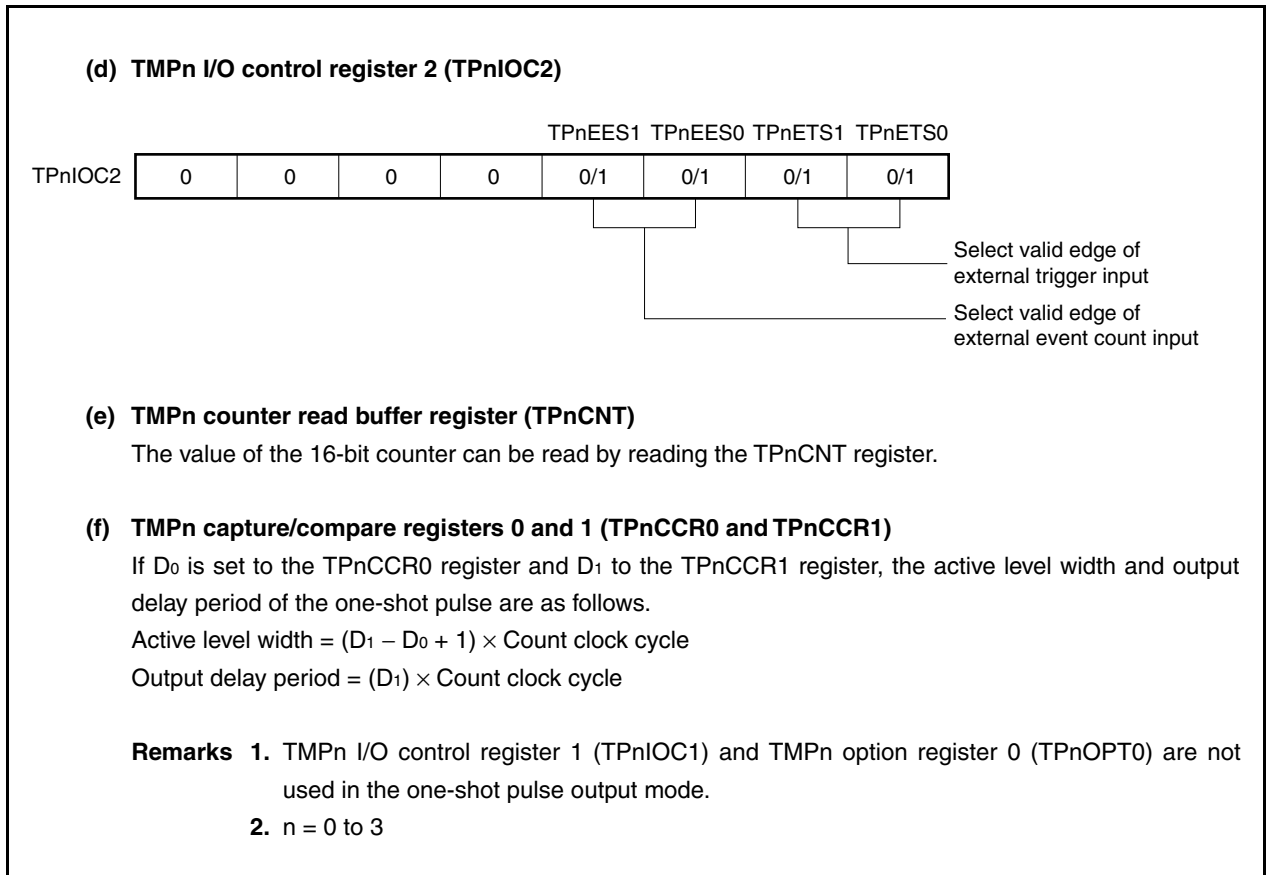 (d) TMPn I/O control register 2 (TPnIOC2)
TPnEES1 TPnEES0 TPnETS1 TPnETS0
TPnIOC2 0 0 0 0 0/1 0/1 0/1 0/1
Select valid edge of
external trigger input
Select valid edge of
external event count input
(e) TMPn counter read buffer register (TPnCNT)
The value of the 16-bit counter can be read by reading the TPnCNT register.
(f) TMPn capture/compare registers 0 and 1 (TPnCCR0 and TPnCCR1)
If D0 is set to the TPnCCR0 register and D1 to the TPnCCR1 register, the active level width and output
delay period of the one-shot pulse are as follows.
Active level width = (D1 − D0 + 1) × Count clock cycle
Output delay period = (D1) × Count clock cycle
Remarks 1. TMPn I/O control register 1 (TPnIOC1) and TMPn option register 0 (TPnOPT0) are not
used in the one-shot pulse output mode.
2. n = 0 to 3